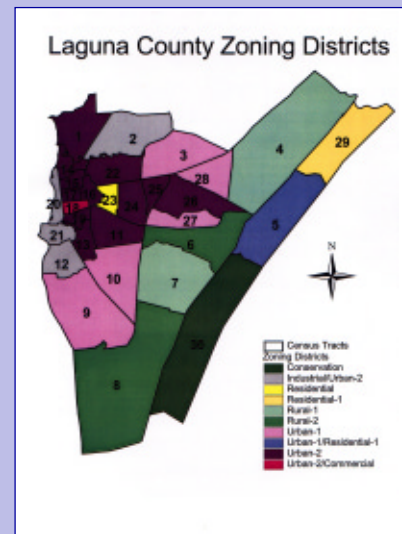 Laguna County Zoning Districts
1
2
3
4
29
22
28
25
26
20
23
24
27
5
21
11
6
N
12
10
7
9
30
8
Census Tracts
Zoning Districts
Conservation
Industrial/Urban-2
Residential
Residential-1
Rural-1
Rural-2
Urban-1
Urban-1/Residential-1
Urban-2
Urban-2/Commercial